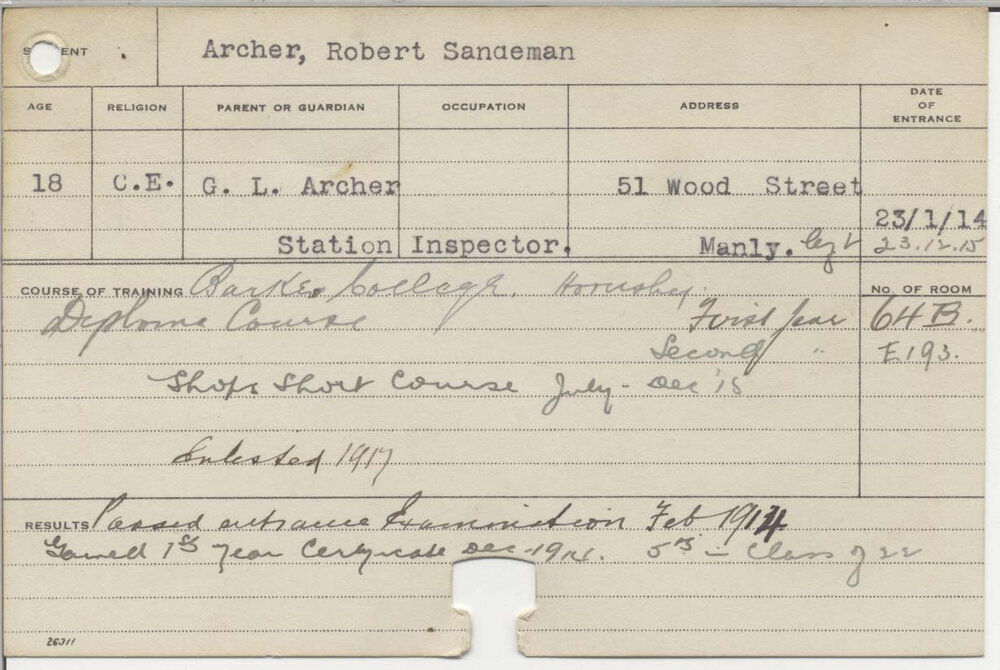 STUDENT Archer, Robert Sandeman
AGE RELIGION PARENT OR GUARDIAN OCCUPATION ADDRESS DATE OF ENTRANCE
18 C.E. G. L. Archer 51 Wood Street
Station Inspector. Manly. 23/1/14
23.12.15
COURSE OF TRAINING Barker College. Hornsby. NO. OF ROOM
Diploma Course First year 64B.
Second " E193.
Shops Short Course July - Dec '15
Enlisted 1917
RESULTS Passed entrance Examination Feb 1914
Gained 1st year Certificate Dec 1914. 5th in Class of 22
26311